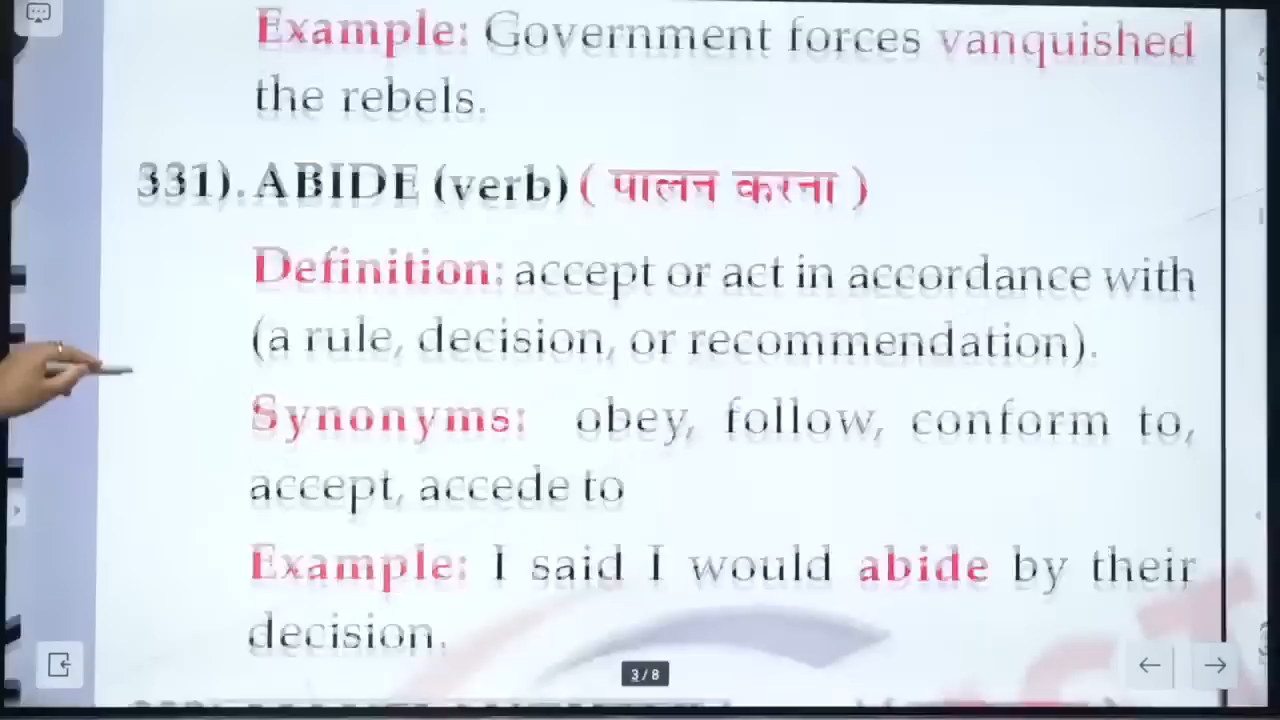 Example: Government forces vanquished
the rebels.
331). ABIDE (verb) ( पालन करना )
Definition: accept or act in accordance with
(a rule, decision, or recommendation).
Synonyms: obey, follow, conform to,
accept, accede to
Example: I said I would abide by their
decision.
3/8